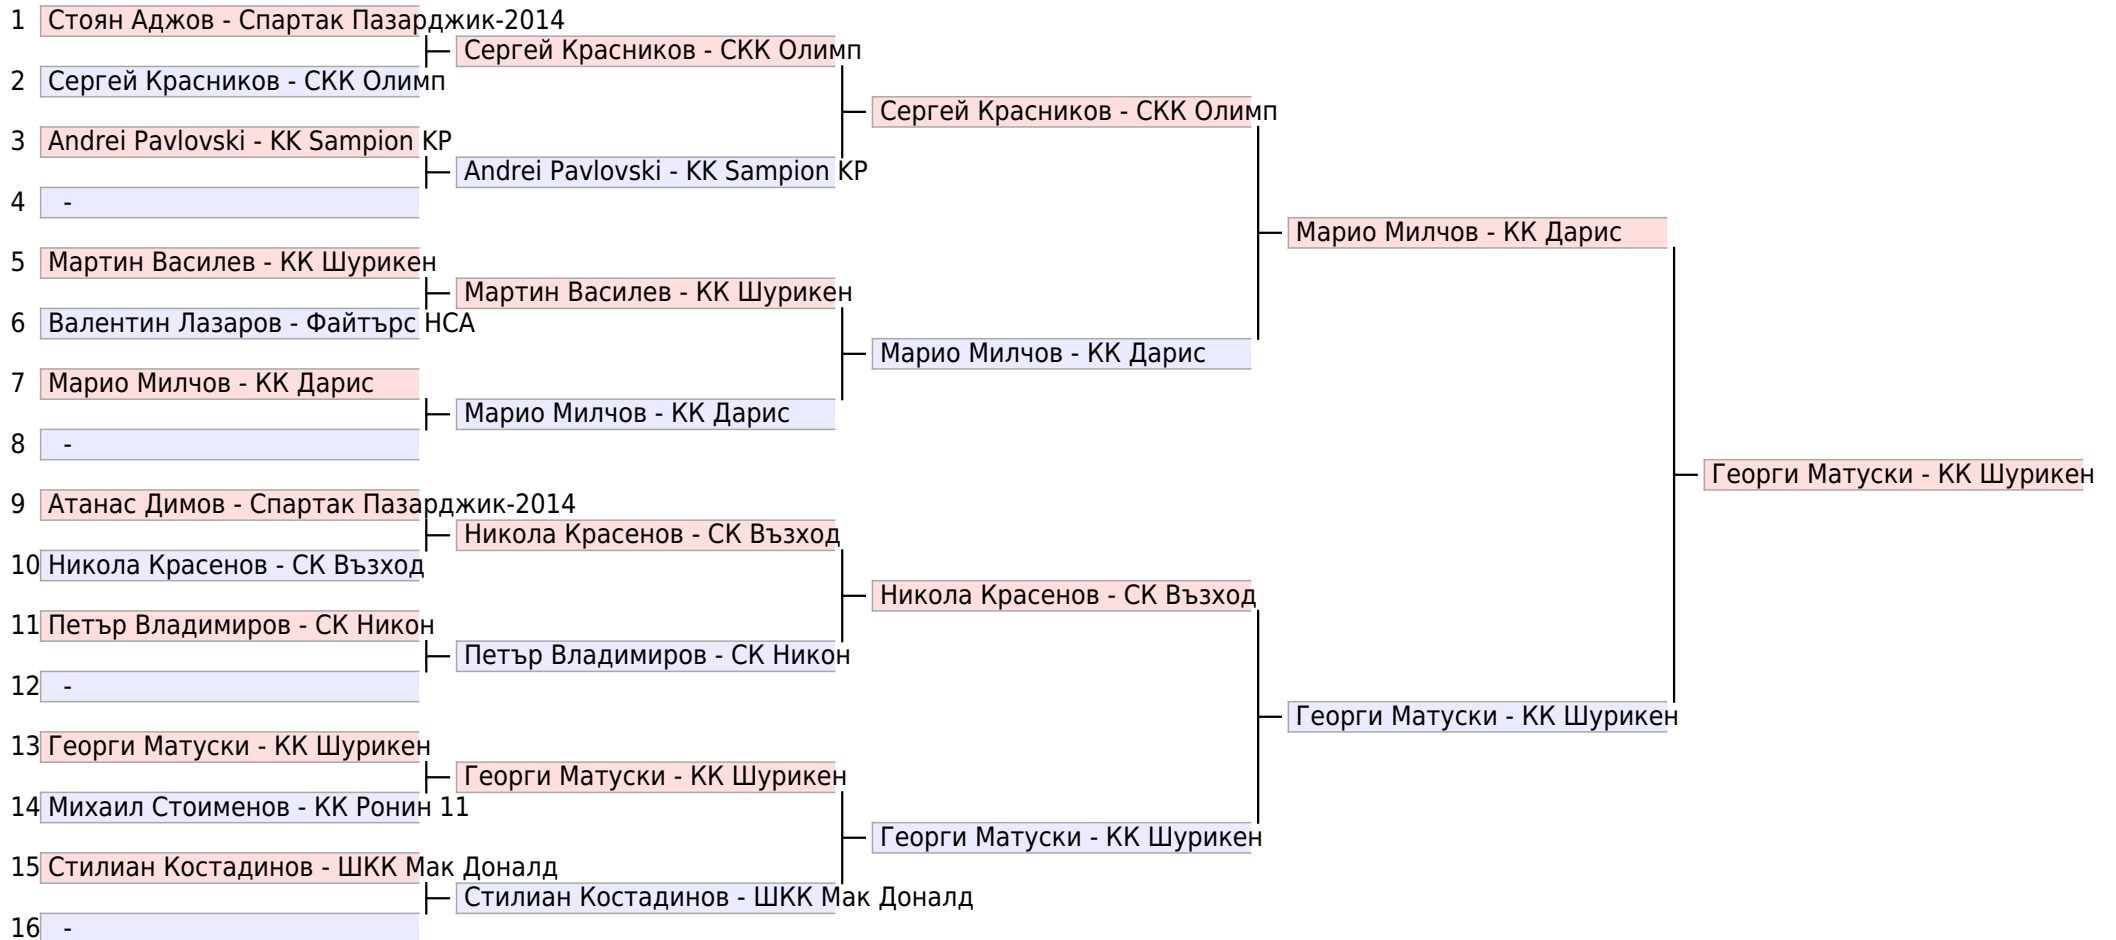 1 Стоян Аджов - Спартак Пазарджик-2014
Сергей Красников - СКК Олимп
2 Сергей Красников - СКК Олимп
Сергей Красников - СКК Олимп
3 Andrei Pavlovski - KK Sampion KP
Andrei Pavlovski - KK Sampion KP
4 -
Марио Милчов - КК Дарис
5 Мартин Василев - КК Шурикен
Мартин Василев - КК Шурикен
6 Валентин Лазаров - Файтърс НСА
Марио Милчов - КК Дарис
7 Марио Милчов - КК Дарис
Марио Милчов - КК Дарис
8 -
Георги Матуски - КК Шурикен
9 Атанас Димов - Спартак Пазарджик-2014
Никола Красенов - СК Възход
10 Никола Красенов - СК Възход
Никола Красенов - СК Възход
11 Петър Владимиров - СК Никон
Петър Владимиров - СК Никон
12 -
Георги Матуски - КК Шурикен
13 Георги Матуски - КК Шурикен
Георги Матуски - КК Шурикен
14 Михаил Стоименов - КК Ронин 11
Георги Матуски - КК Шурикен
15 Стилиан Костадинов - ШКК Мак Доналд
Стилиан Костадинов - ШКК Мак Доналд
16 -